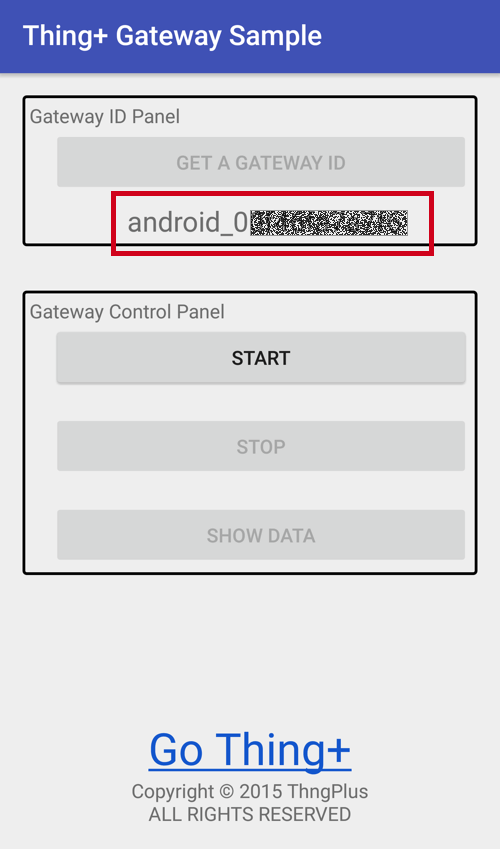 Thing+ Gateway Sample
Gateway ID Panel
GET A GATEWAY ID
android_0
Gateway Control Panel
START
STOP
SHOW DATA
Go Thing+
Copyright © 2015 ThngPlus
ALL RIGHTS RESERVED